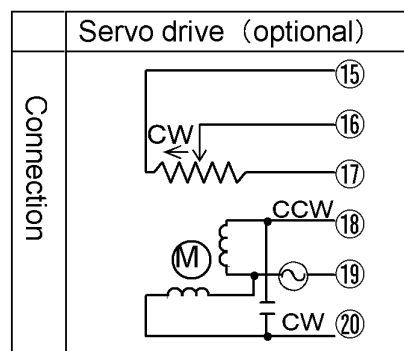 Servo drive（optional）
Connection
⑮
⑯
CW
⑰
CCW ⑱
M
⑲
CW ⑳